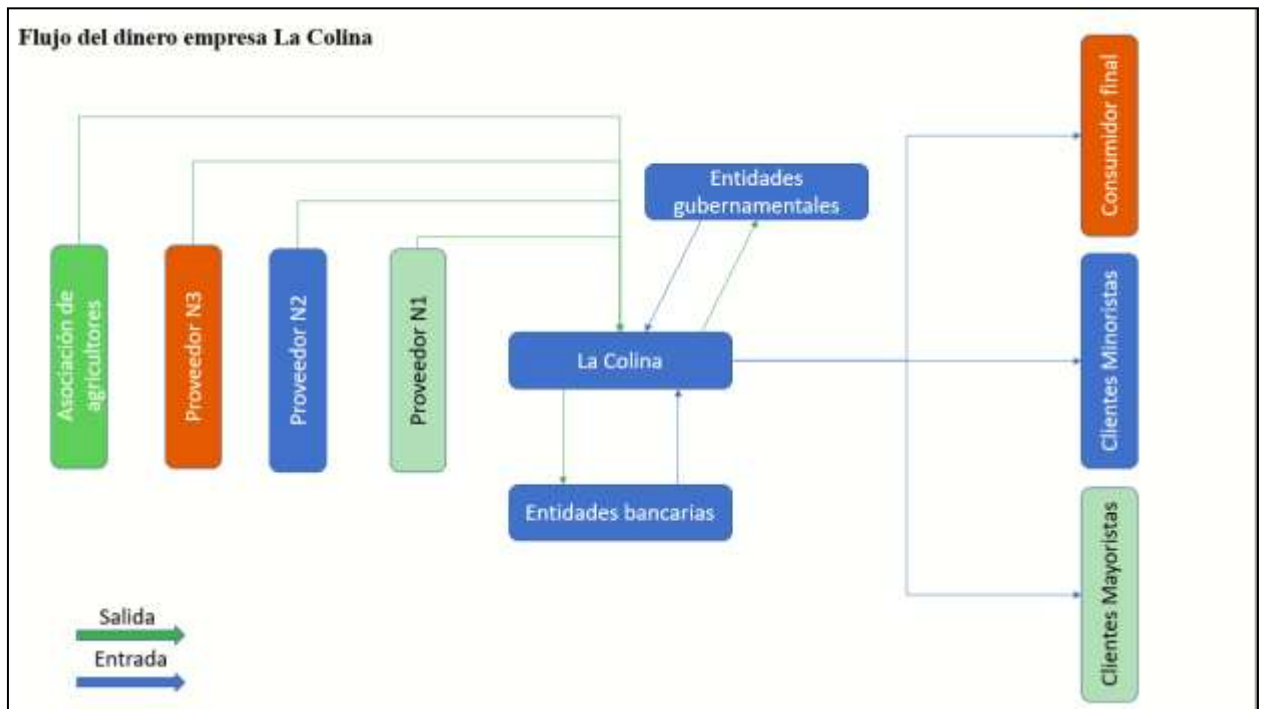 Flujo del dinero empresa La Colina
Consumidor final
Entidades
gubernamentales
Asociación de
agricultores
Proveedor N3
Proveedor N2
Proveedor N1
La Colina
Clientes Minoristas
Entidades bancarias
Clientes Mayoristas
Salida
Entrada